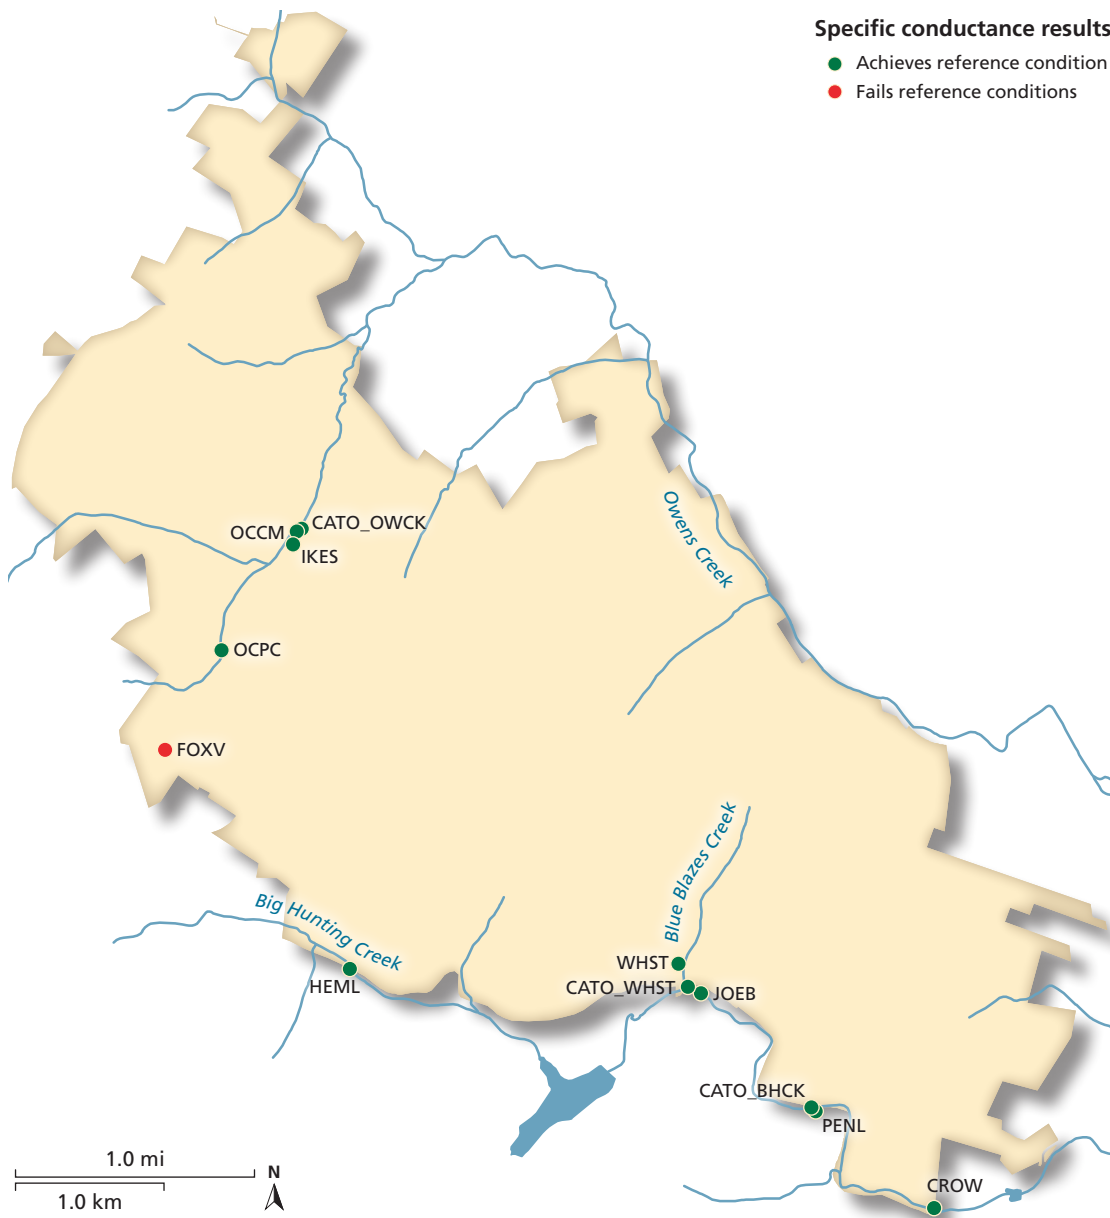 Specific conductance results
Achieves reference condition
Fails reference conditions
CATO_OWCK
OCCM
IKES
Owens Creek
OCPC
FOXV
Blue Blazes Creek
Big Hunting Creek
WHST
HEML
CATO_WHST
JOEB
CATO_BHCK
PENL
1.0 mi
N
1.0 km
CROW